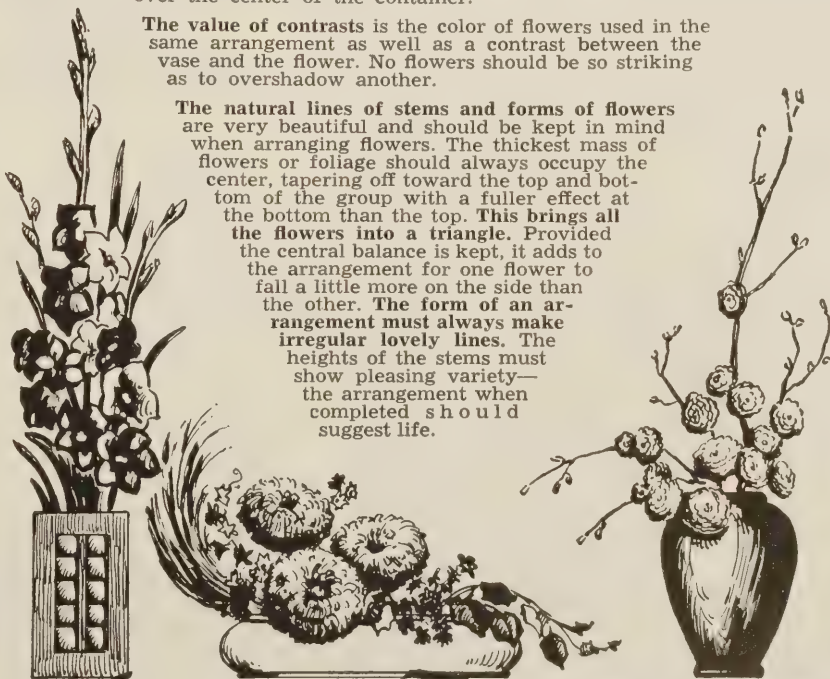 over the center of the container.
The value of contrasts is the color of flowers used in the
same arrangement as well as a contrast between the
vase and the flower. No flowers should be so striking
as to overshadow another.
The natural lines of stems and forms of flowers
are very beautiful and should be kept in mind
when arranging flowers. The thickest mass of
flowers or foliage should always occupy the
center, tapering off toward the top and bot-
tom of the group with a fuller effect at
the bottom than the top. This brings all
the flowers into a triangle. Provided
the central balance is kept, it adds to
the arrangement for one flower to
fall a little more on the side than
the other. The form of an ar-
rangement must always make
irregular lovely lines. The
heights of the stems must
show pleasing variety—
the arrangement when
completed should
suggest life.